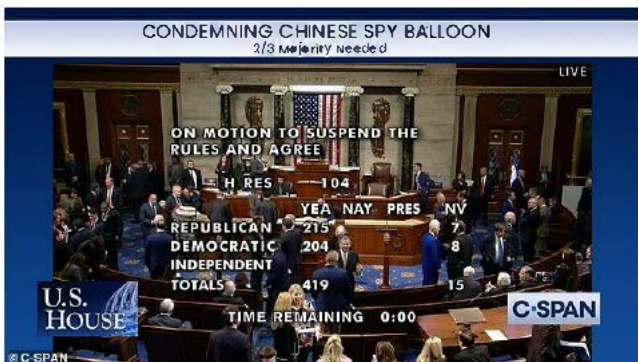 CONDEMNING CHINESE SPY BALLOON
2/3 Majority Needed
LIVE
ON MOTION TO SUSPEND THE
RULES AND AGREE
H RES 104
YEA NAY PRES NV
REPUBLICAN 215 7
DEMOCRATIC 204 8
INDEPENDENT
TOTALS 419 15
U.S.
HOUSE
C-SPAN
TIME REMAINING 0:00
© C-SPAN